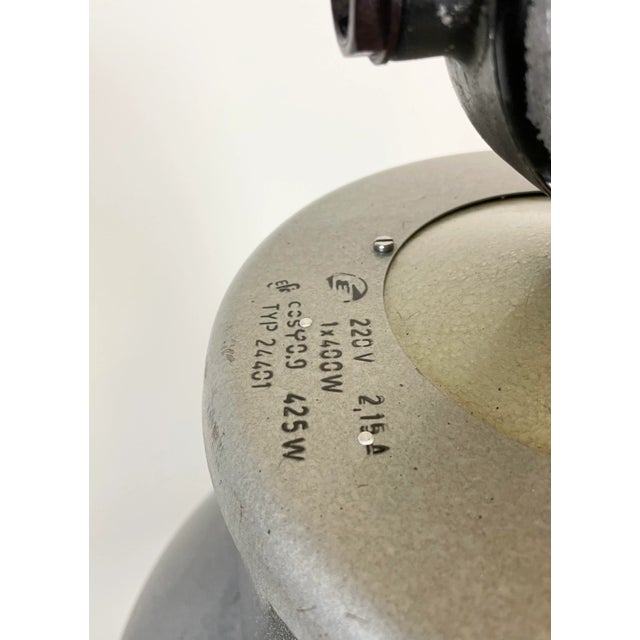 E 220V 2,15A
1x400W
cosφ0.9 425W
TYP 24401